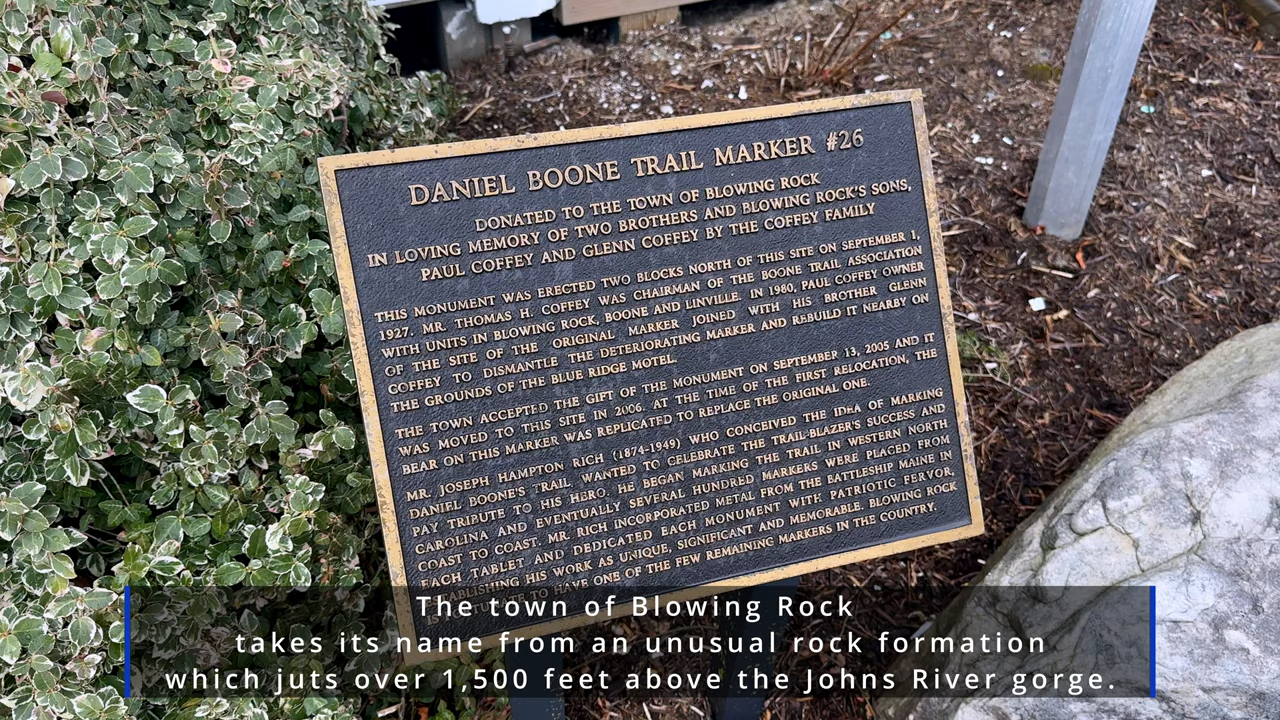 DANIEL BOONE TRAIL MARKER #26
DONATED TO THE TOWN OF BLOWING ROCK
IN LOVING MEMORY OF TWO BROTHERS AND BLOWING ROCK'S SONS,
PAUL COFFEY AND GLENN COFFEY BY THE COFFEY FAMILY
THIS MONUMENT WAS ERECTED TWO BLOCKS NORTH OF THIS SITE ON SEPTEMBER 1,
1927. MR. THOMAS H. COFFEY WAS CHAIRMAN OF THE BOONE TRAIL ASSOCIATION
WITH UNITS IN BLOWING ROCK, BOONE AND LINVILLE. IN 1980, PAUL COFFEY OWNER
OF THE SITE OF THE ORIGINAL MARKER JOINED WITH HIS BROTHER GLENN
COFFEY TO DISMANTLE THE DETERIORATING MARKER AND REBUILD IT NEARBY ON
THE GROUNDS OF THE BLUE RIDGE MOTEL.
THE TOWN ACCEPTED THE GIFT OF THE MONUMENT ON SEPTEMBER 13, 2005 AND IT
WAS MOVED TO THIS SITE IN 2006. AT THE TIME OF THE FIRST RELOCATION, THE
BEAR ON THIS MARKER WAS REPLICATED TO REPLACE THE ORIGINAL ONE.
MR. JOSEPH HAMPTON RICH (1874-1949) WHO CONCEIVED THE IDEA OF MARKING
DANIEL BOONE'S TRAIL, WANTED TO CELEBRATE THE TRAIL-BLAZER'S SUCCESS AND
PAY TRIBUTE TO HIS HERO. HE BEGAN MARKING THE TRAIL IN WESTERN NORTH
CAROLINA AND EVENTUALLY SEVERAL HUNDRED MARKERS WERE PLACED FROM
COAST TO COAST. MR. RICH INCORPORATED METAL FROM THE BATTLESHIP MAINE IN
EACH TABLET AND DEDICATED EACH MONUMENT WITH PATRIOTIC FERVOR,
HIS WORK AS UNIQUE, SIGNIFICANT AND MEMORABLE. BLOWING ROCK
IS TO HAVE ONE OF THE FEW REMAINING MARKERS IN THE COUNTRY.
The town of Blowing Rock
takes its name from an unusual rock formation
which juts over 1,500 feet above the Johns River gorge.